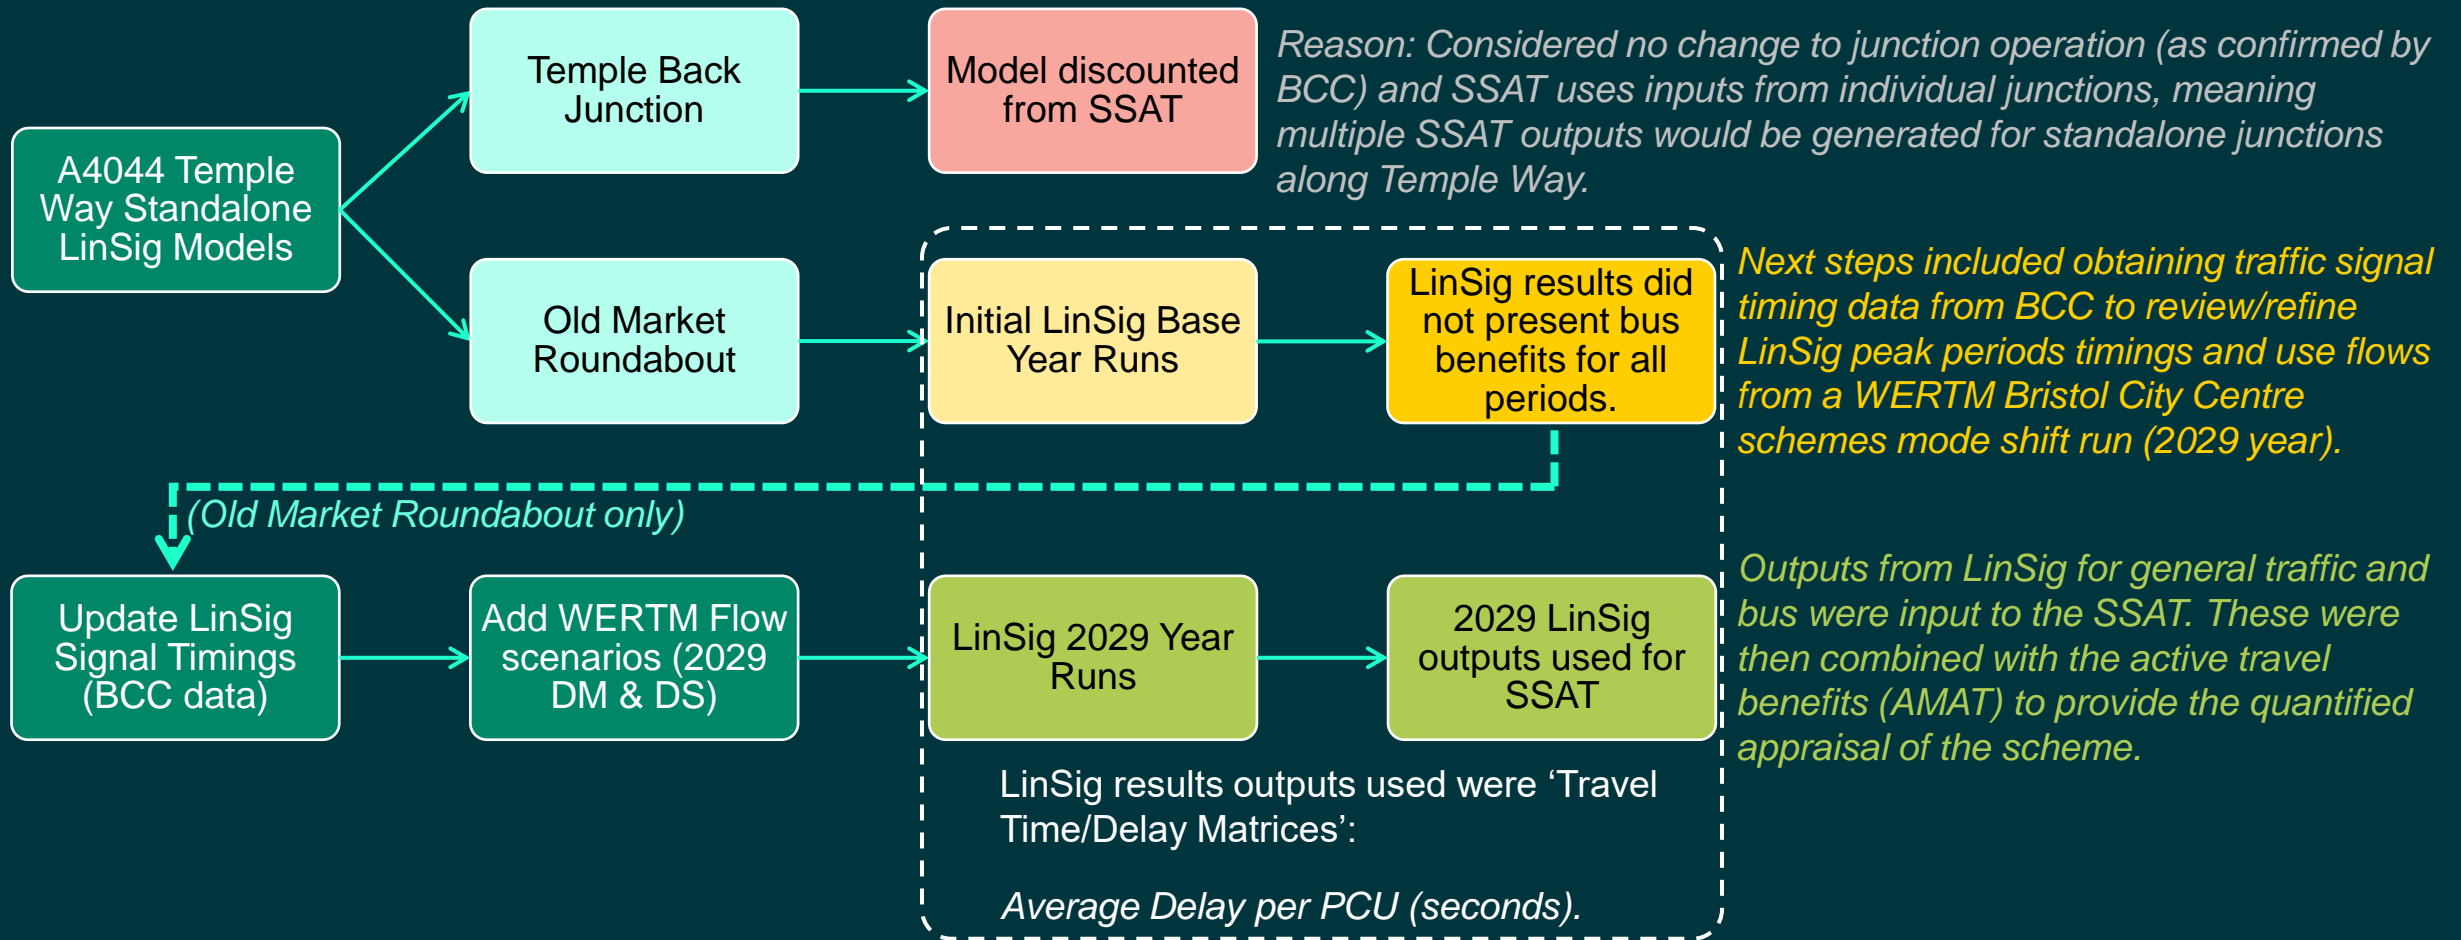 A4044 Temple
Way Standalone
LinSig Models
Temple Back
Junction
Model discounted
from SSAT
Reason: Considered no change to junction operation (as confirmed by
BCC) and SSAT uses inputs from individual junctions, meaning
multiple SSAT outputs would be generated for standalone junctions
along Temple Way.
Old Market
Roundabout
Initial LinSig Base
Year Runs
LinSig results did
not present bus
benefits for all
periods.
Next steps included obtaining traffic signal
timing data from BCC to review/refine
LinSig peak periods timings and use flows
from a WERTM Bristol City Centre
schemes mode shift run (2029 year).
(Old Market Roundabout only)
Update LinSig
Signal Timings
(BCC data)
Add WERTM Flow
scenarios (2029
DM & DS)
LinSig 2029 Year
Runs
2029 LinSig
outputs used for
SSAT
Outputs from LinSig for general traffic and
bus were input to the SSAT. These were
then combined with the active travel
benefits (AMAT) to provide the quantified
appraisal of the scheme.
LinSig results outputs used were ‘Travel
Time/Delay Matrices’:
Average Delay per PCU (seconds).